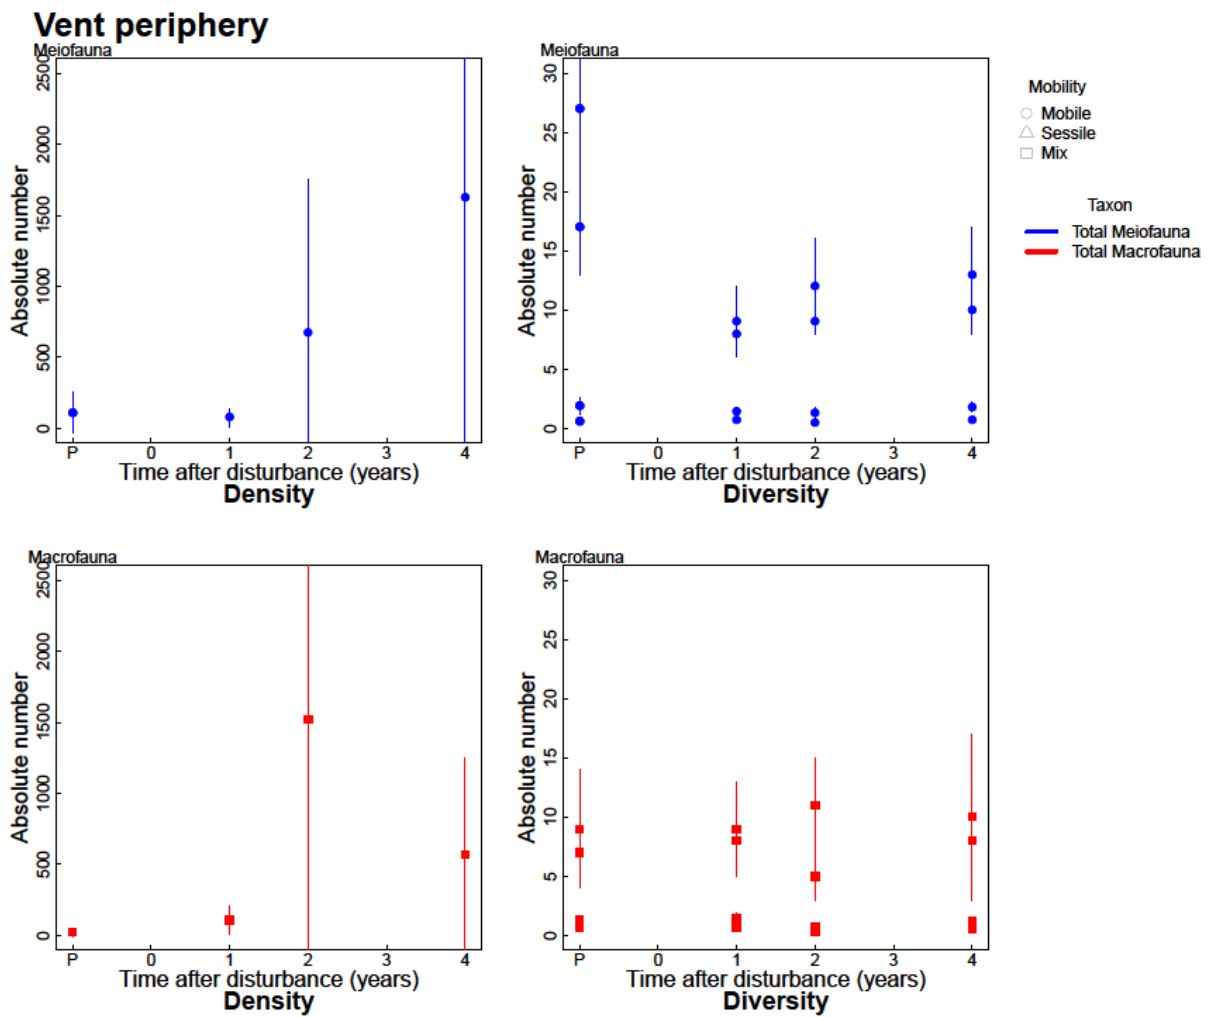 Vent periphery
Meiofauna
Absolute number
0 500 1000 1500 2000 2500
P 0 1 2 3 4
Time after disturbance (years)
Density
Meiofauna
Absolute number
0 5 10 15 20 25 30
P 0 1 2 3 4
Time after disturbance (years)
Diversity
Mobility
Mobile
Sessile
Mix
Taxon
Total Meiofauna
Total Macrofauna
Macrofauna
Absolute number
0 500 1000 1500 2000 2500
P 0 1 2 3 4
Time after disturbance (years)
Density
Macrofauna
Absolute number
0 5 10 15 20 25 30
P 0 1 2 3 4
Time after disturbance (years)
Diversity